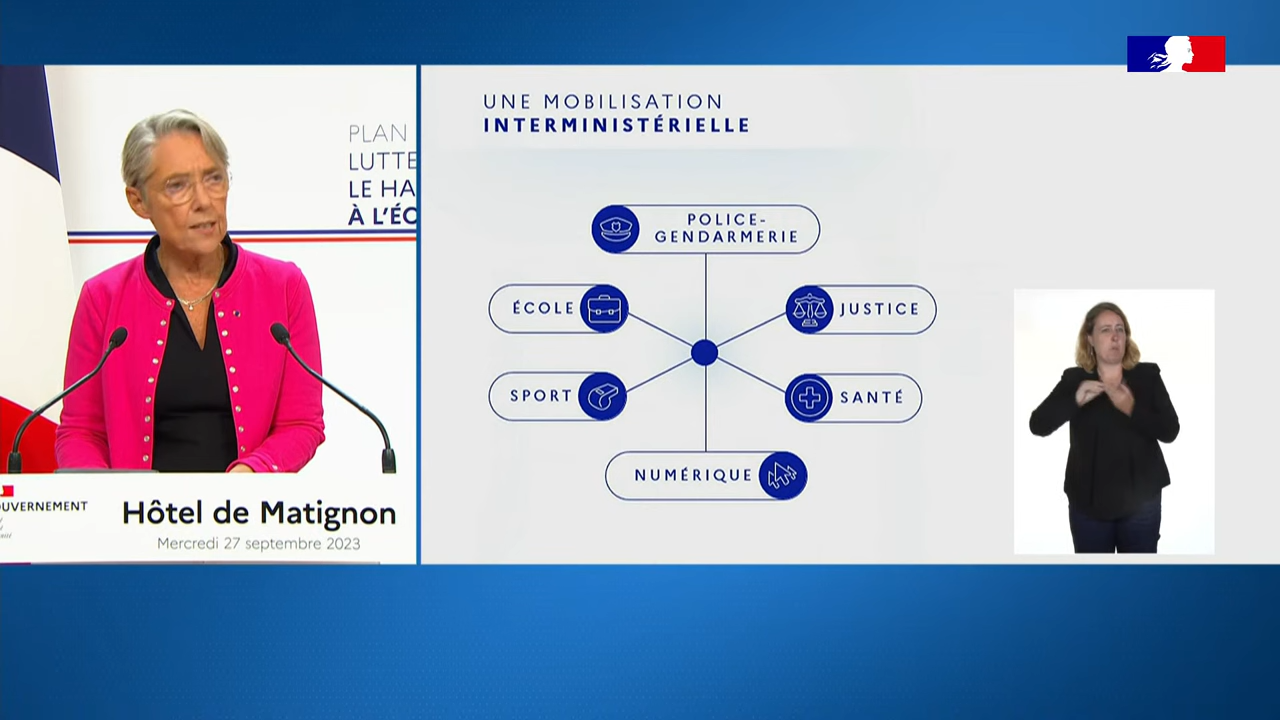 PLAN
LUTTE
LE HA
À L'ÉC
OUVERNEMENT
Hôtel de Matignon
Mercredi 27 septembre 2023
UNE MOBILISATION
INTERMINISTÉRIELLE
POLICE-
GENDARMERIE
ÉCOLE
JUSTICE
SPORT
SANTÉ
NUMÉRIQUE